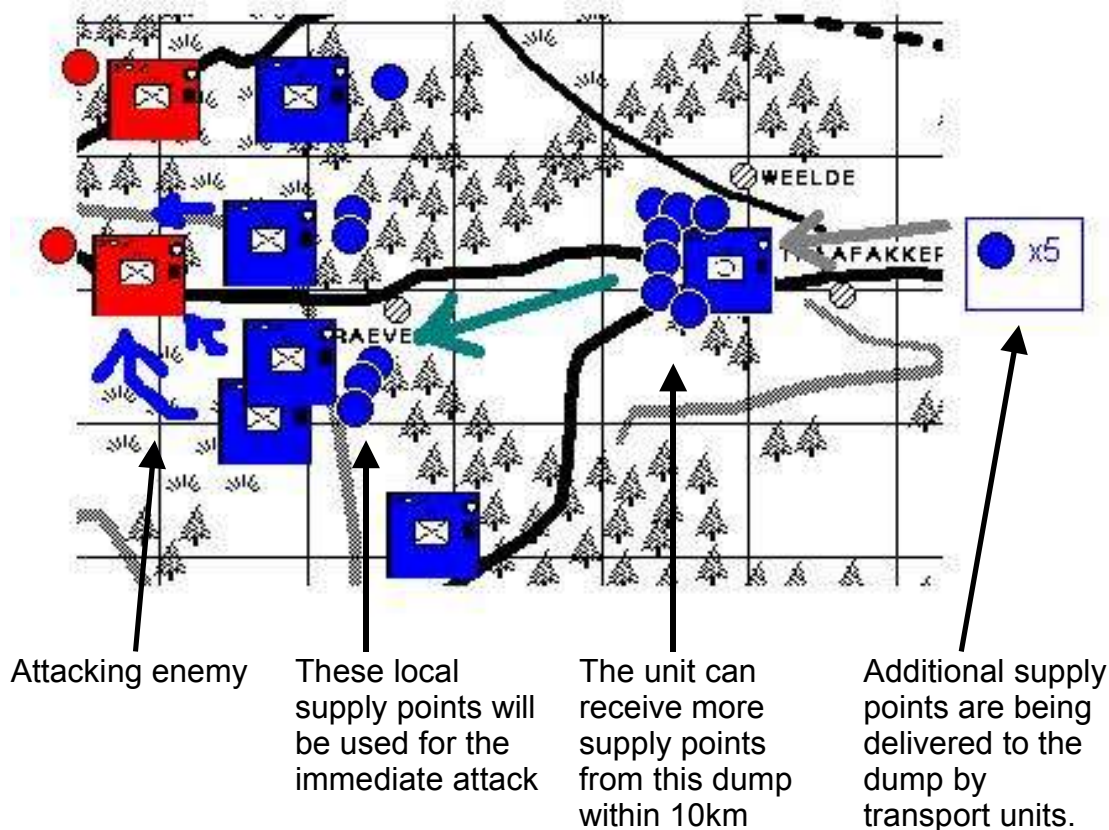 WEELDE
x5
RAEVE
Attacking enemy
These local
supply points will
be used for the
immediate attack
The unit can
receive more
supply points
from this dump
within 10km
Additional supply
points are being
delivered to the
dump by
transport units.